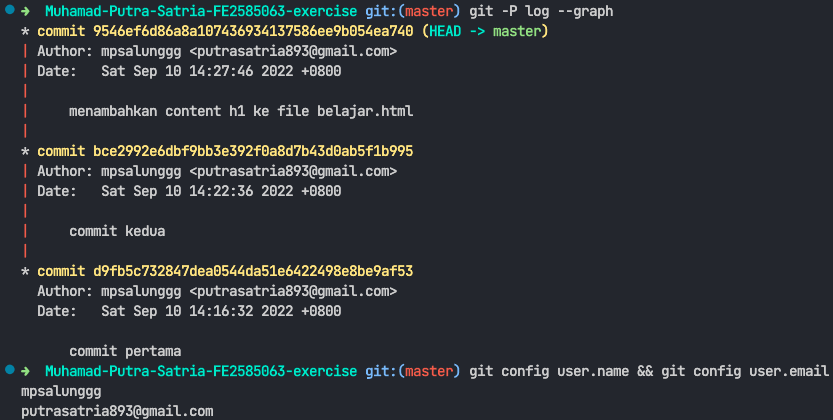 ➜ Muhamad-Putra-Satria-FE2585063-exercise git:(master) git -P log --graph
* commit 9546ef6d86a8a107436934137586ee9b054ea740 (HEAD -> master)
| Author: mpsalunggg <putrasatria893@gmail.com>
| Date:   Sat Sep 10 14:27:46 2022 +0800
|
|     menambahkan content h1 ke file belajar.html
|
* commit bce2992e6dbf9bb3e392f0a8d7b43d0ab5f1b995
| Author: mpsalunggg <putrasatria893@gmail.com>
| Date:   Sat Sep 10 14:22:36 2022 +0800
|
|     commit kedua
|
* commit d9fb5c732847dea0544da51e6422498e8be9af53
  Author: mpsalunggg <putrasatria893@gmail.com>
  Date:   Sat Sep 10 14:16:32 2022 +0800

      commit pertama
➜ Muhamad-Putra-Satria-FE2585063-exercise git:(master) git config user.name && git config user.email
mpsalunggg
putrasatria893@gmail.com